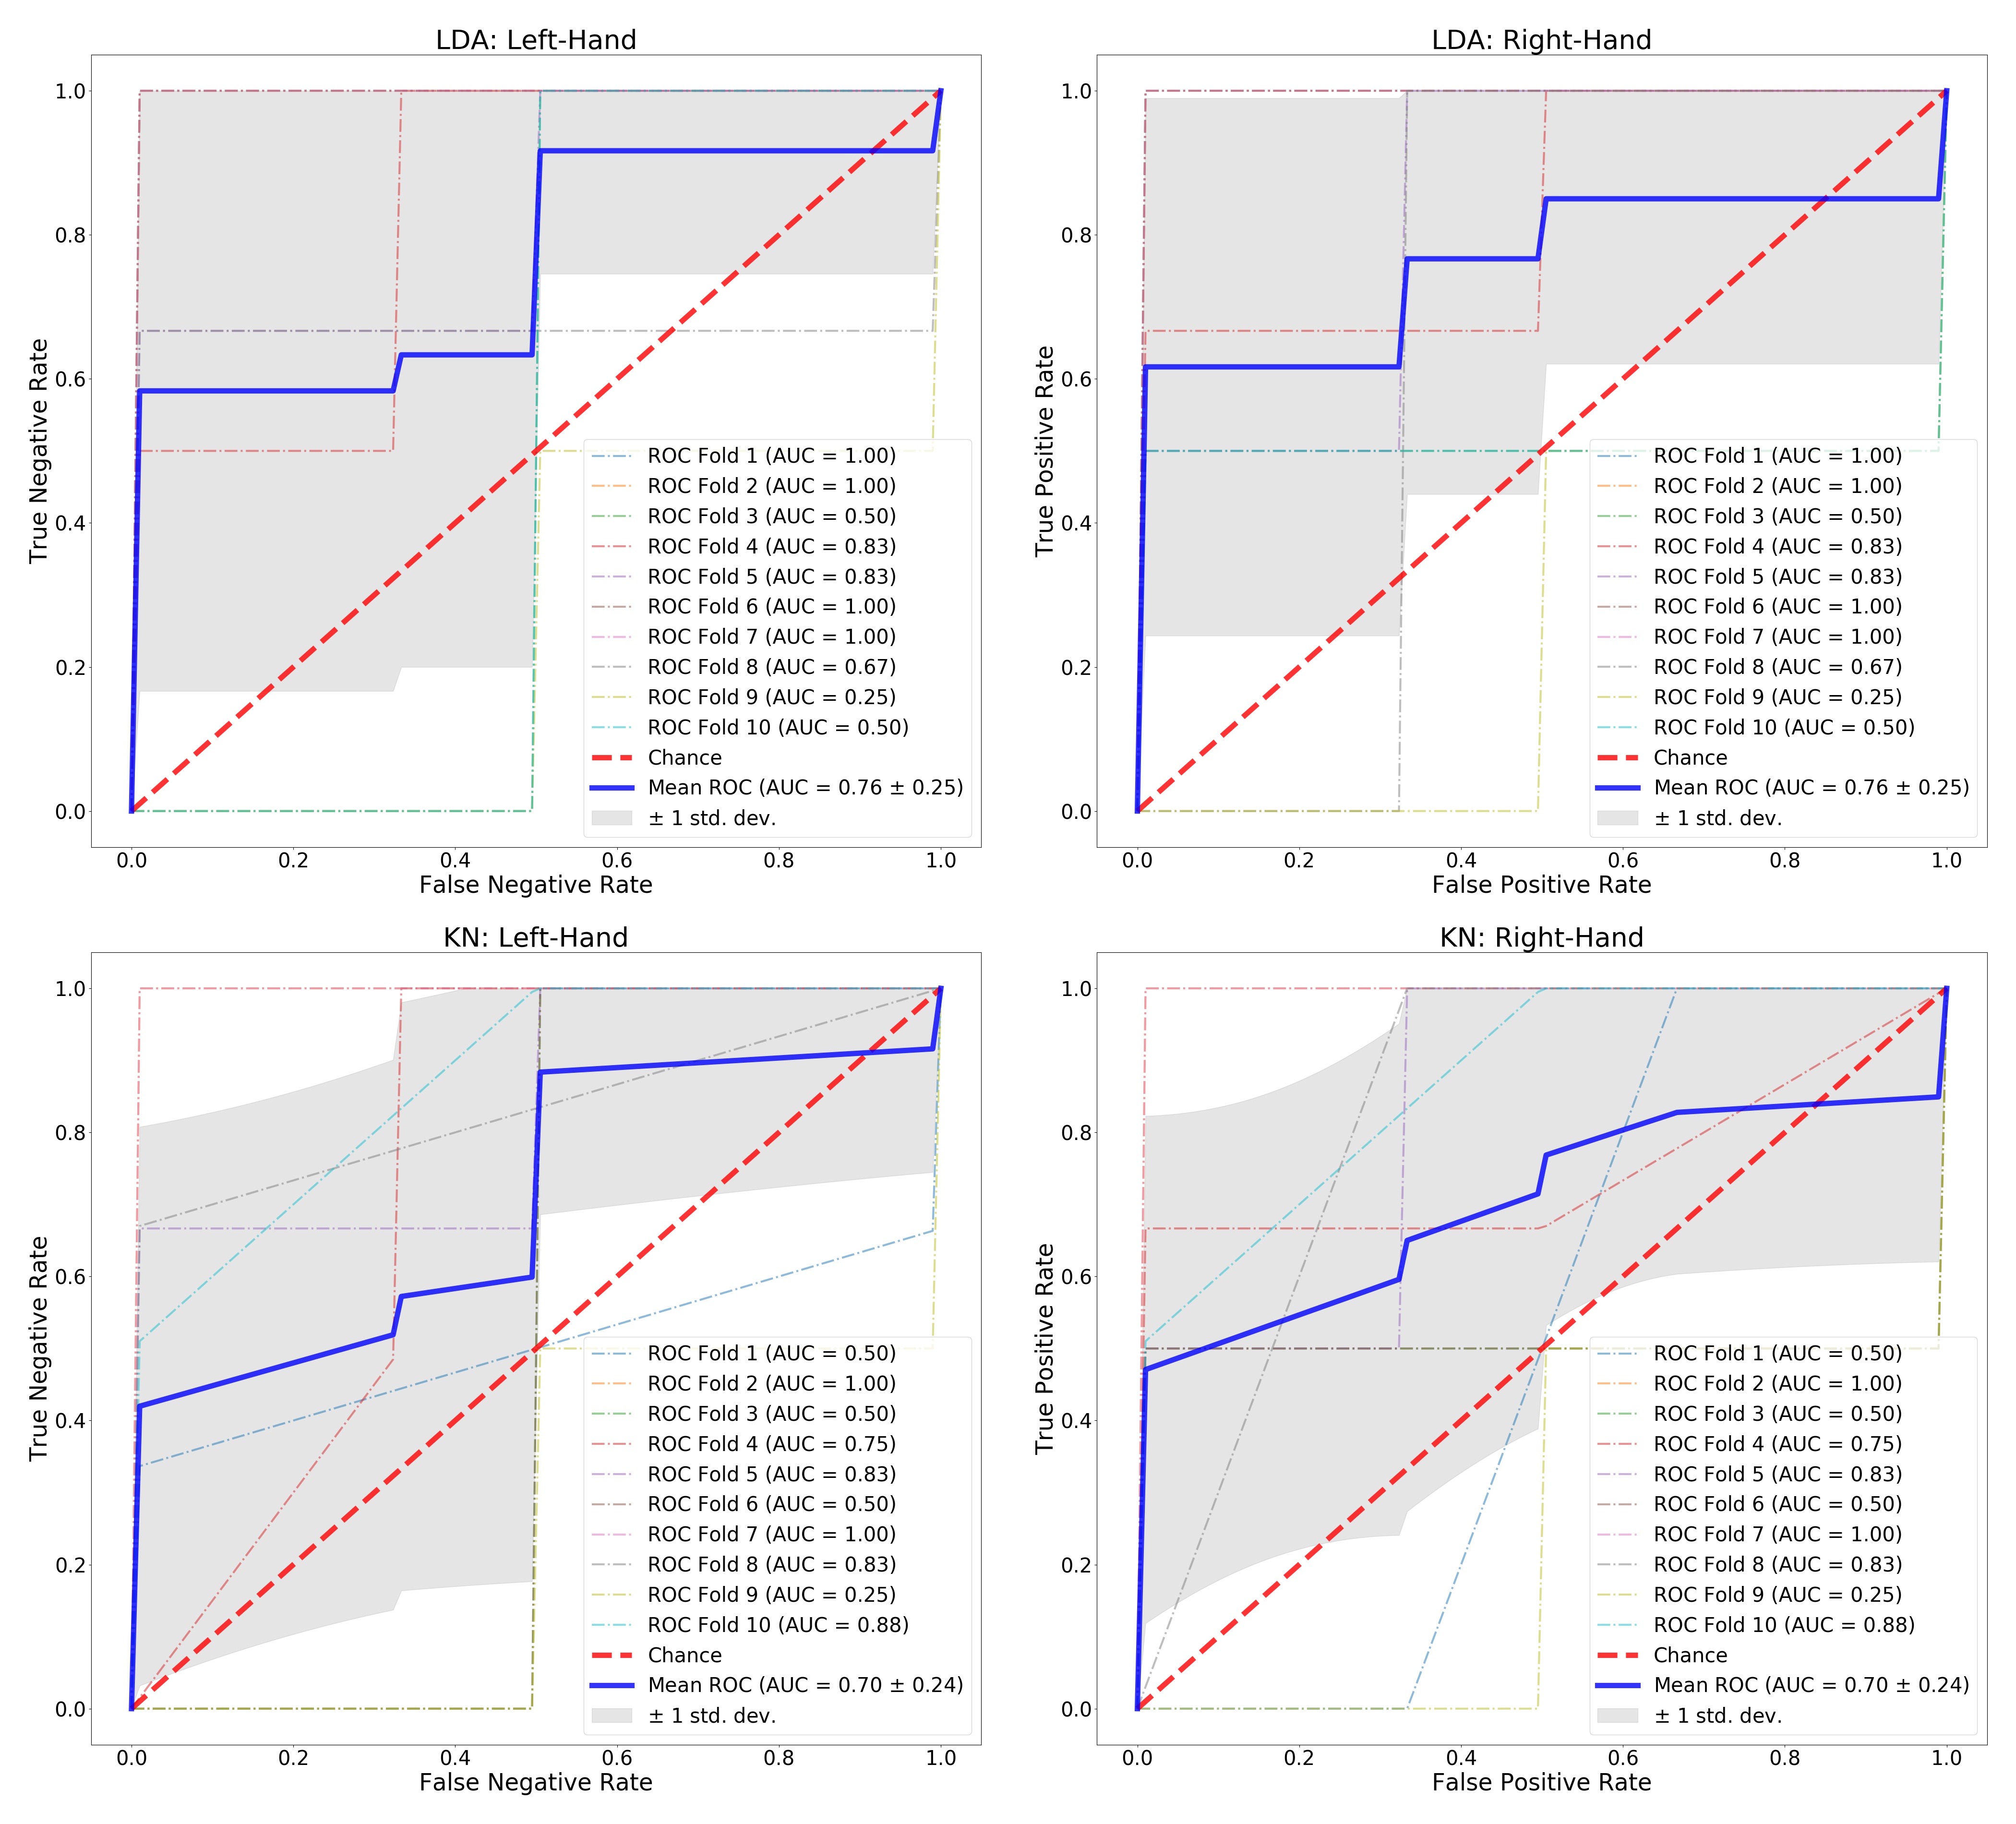 LDA: Left-Hand
True Negative Rate
1.0
0.8
0.6
0.4
0.2
0.0
ROC Fold 1 (AUC = 1.00)
ROC Fold 2 (AUC = 1.00)
ROC Fold 3 (AUC = 0.50)
ROC Fold 4 (AUC = 0.83)
ROC Fold 5 (AUC = 0.83)
ROC Fold 6 (AUC = 1.00)
ROC Fold 7 (AUC = 1.00)
ROC Fold 8 (AUC = 0.67)
ROC Fold 9 (AUC = 0.25)
ROC Fold 10 (AUC = 0.50)
Chance
Mean ROC (AUC = 0.76 ± 0.25)
± 1 std. dev.
0.0 0.2 0.4 0.6 0.8 1.0
False Negative Rate
LDA: Right-Hand
True Positive Rate
1.0
0.8
0.6
0.4
0.2
0.0
ROC Fold 1 (AUC = 1.00)
ROC Fold 2 (AUC = 1.00)
ROC Fold 3 (AUC = 0.50)
ROC Fold 4 (AUC = 0.83)
ROC Fold 5 (AUC = 0.83)
ROC Fold 6 (AUC = 1.00)
ROC Fold 7 (AUC = 1.00)
ROC Fold 8 (AUC = 0.67)
ROC Fold 9 (AUC = 0.25)
ROC Fold 10 (AUC = 0.50)
Chance
Mean ROC (AUC = 0.76 ± 0.25)
± 1 std. dev.
0.0 0.2 0.4 0.6 0.8 1.0
False Positive Rate
KN: Left-Hand
True Negative Rate
1.0
0.8
0.6
0.4
0.2
0.0
ROC Fold 1 (AUC = 0.50)
ROC Fold 2 (AUC = 1.00)
ROC Fold 3 (AUC = 0.50)
ROC Fold 4 (AUC = 0.75)
ROC Fold 5 (AUC = 0.83)
ROC Fold 6 (AUC = 0.50)
ROC Fold 7 (AUC = 1.00)
ROC Fold 8 (AUC = 0.83)
ROC Fold 9 (AUC = 0.25)
ROC Fold 10 (AUC = 0.88)
Chance
Mean ROC (AUC = 0.70 ± 0.24)
± 1 std. dev.
0.0 0.2 0.4 0.6 0.8 1.0
False Negative Rate
KN: Right-Hand
True Positive Rate
1.0
0.8
0.6
0.4
0.2
0.0
ROC Fold 1 (AUC = 0.50)
ROC Fold 2 (AUC = 1.00)
ROC Fold 3 (AUC = 0.50)
ROC Fold 4 (AUC = 0.75)
ROC Fold 5 (AUC = 0.83)
ROC Fold 6 (AUC = 0.50)
ROC Fold 7 (AUC = 1.00)
ROC Fold 8 (AUC = 0.83)
ROC Fold 9 (AUC = 0.25)
ROC Fold 10 (AUC = 0.88)
Chance
Mean ROC (AUC = 0.70 ± 0.24)
± 1 std. dev.
0.0 0.2 0.4 0.6 0.8 1.0
False Positive Rate